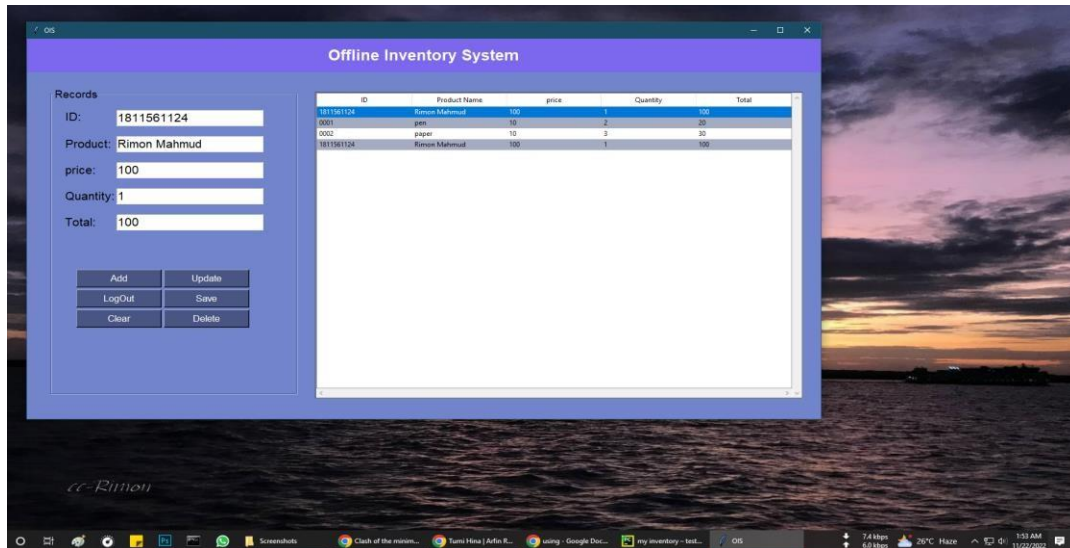 OIS
Offline Inventory System
Records
ID: 1811561124
Product: Rimon Mahmud
price: 100
Quantity: 1
Total: 100
Add Update
LogOut Save
Clear Delete
ID Product Name price Quantity Total
1811561124 Rimon Mahmud 100 1 100
0001 pen 10 2 20
0002 paper 10 3 30
1811561124 Rimon Mahmud 100 1 100
cc-Rimon
Screenshots Clash of the minim... Tumi Hina | Arfin R... using - Google Doc... my inventory – test... OIS
7.4 kbps
6.0 kbps
26°C Haze
1:53 AM
11/22/2022